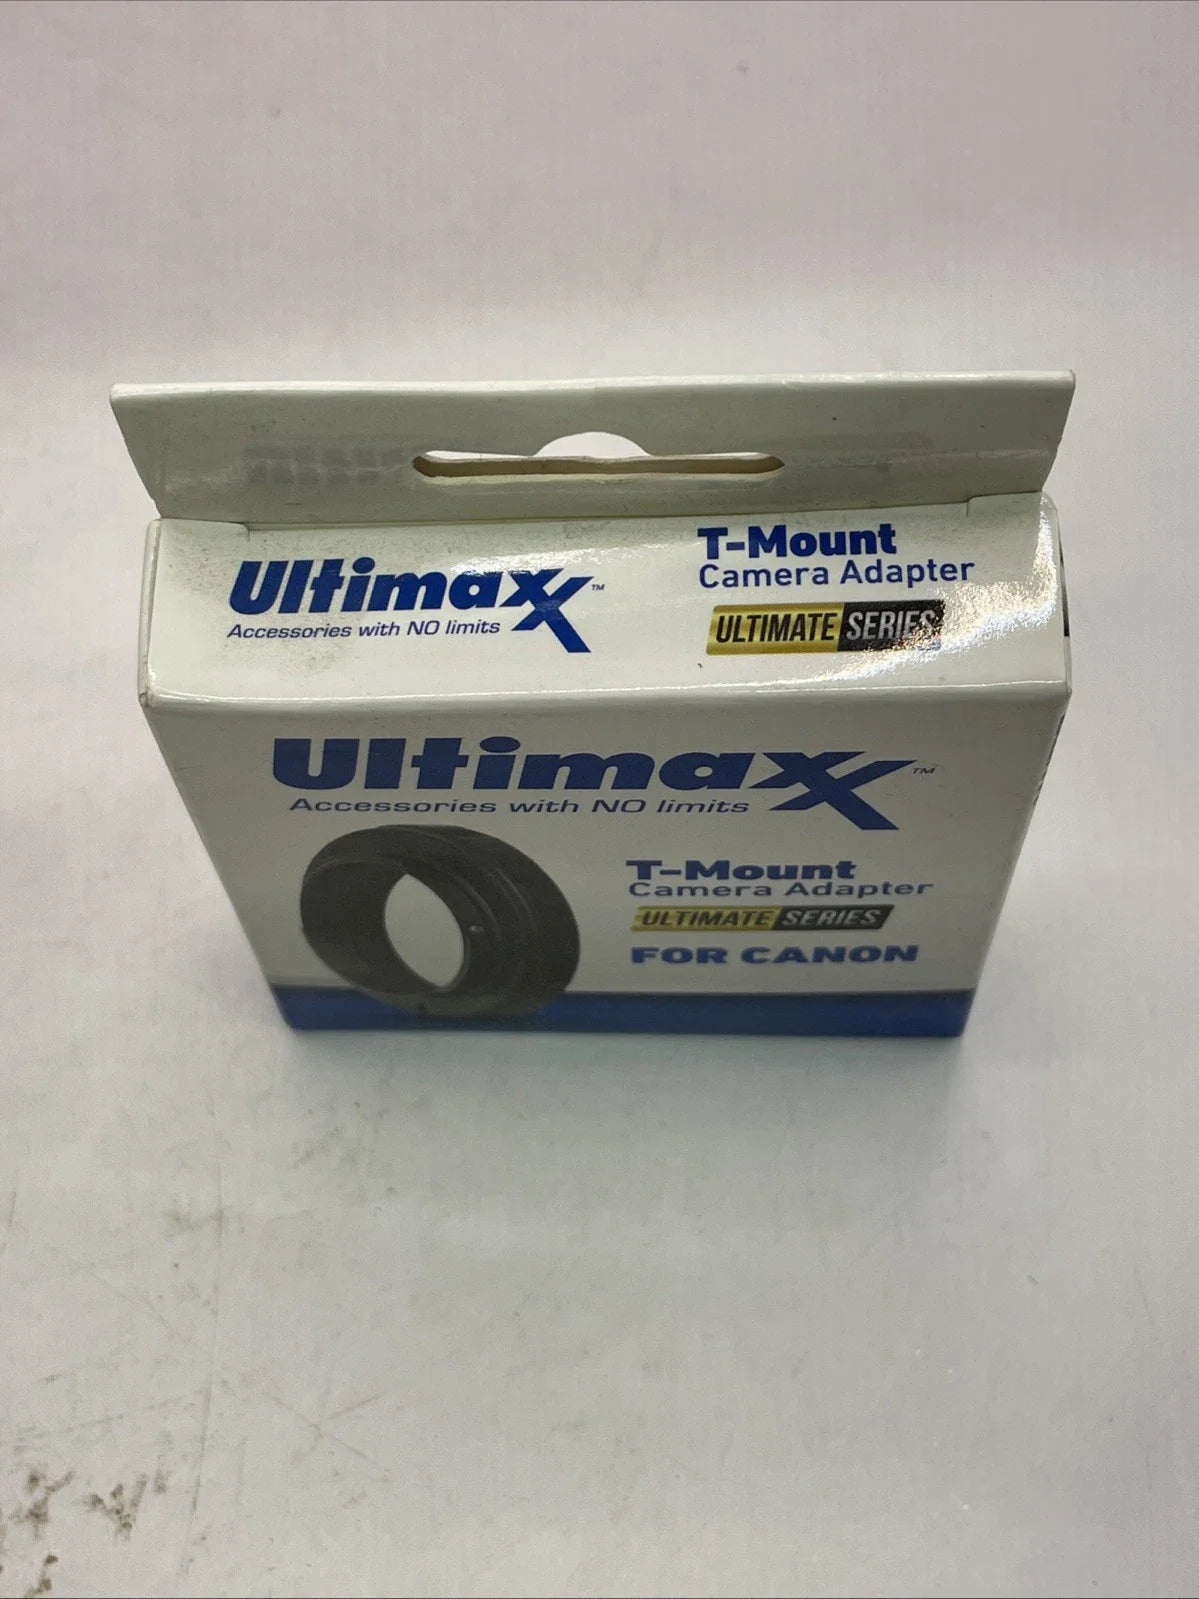 Ultimaxx™
Accessories with NO limits
T-Mount
Camera Adapter
ULTIMATE SERIES
Ultimaxx™
Accessories with NO limits
T-Mount
Camera Adapter
ULTIMATE SERIES
FOR CANON